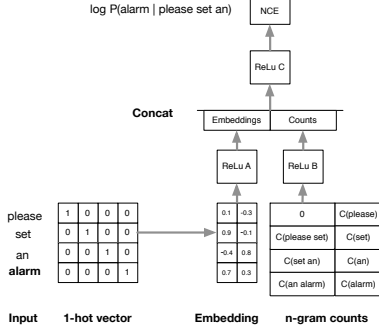 log P(alarm | please set an)
NCE
ReLu C
Concat
Embeddings Counts
ReLu A ReLu B
please 1 0 0 0 0.1 -0.3 0 C(please)
set 0 1 0 0 0.9 -0.1 C(please set) C(set)
an 0 0 1 0 -0.4 0.8 C(set an) C(an)
alarm 0 0 0 1 0.7 0.3 C(an alarm) C(alarm)
Input 1-hot vector Embedding n-gram counts